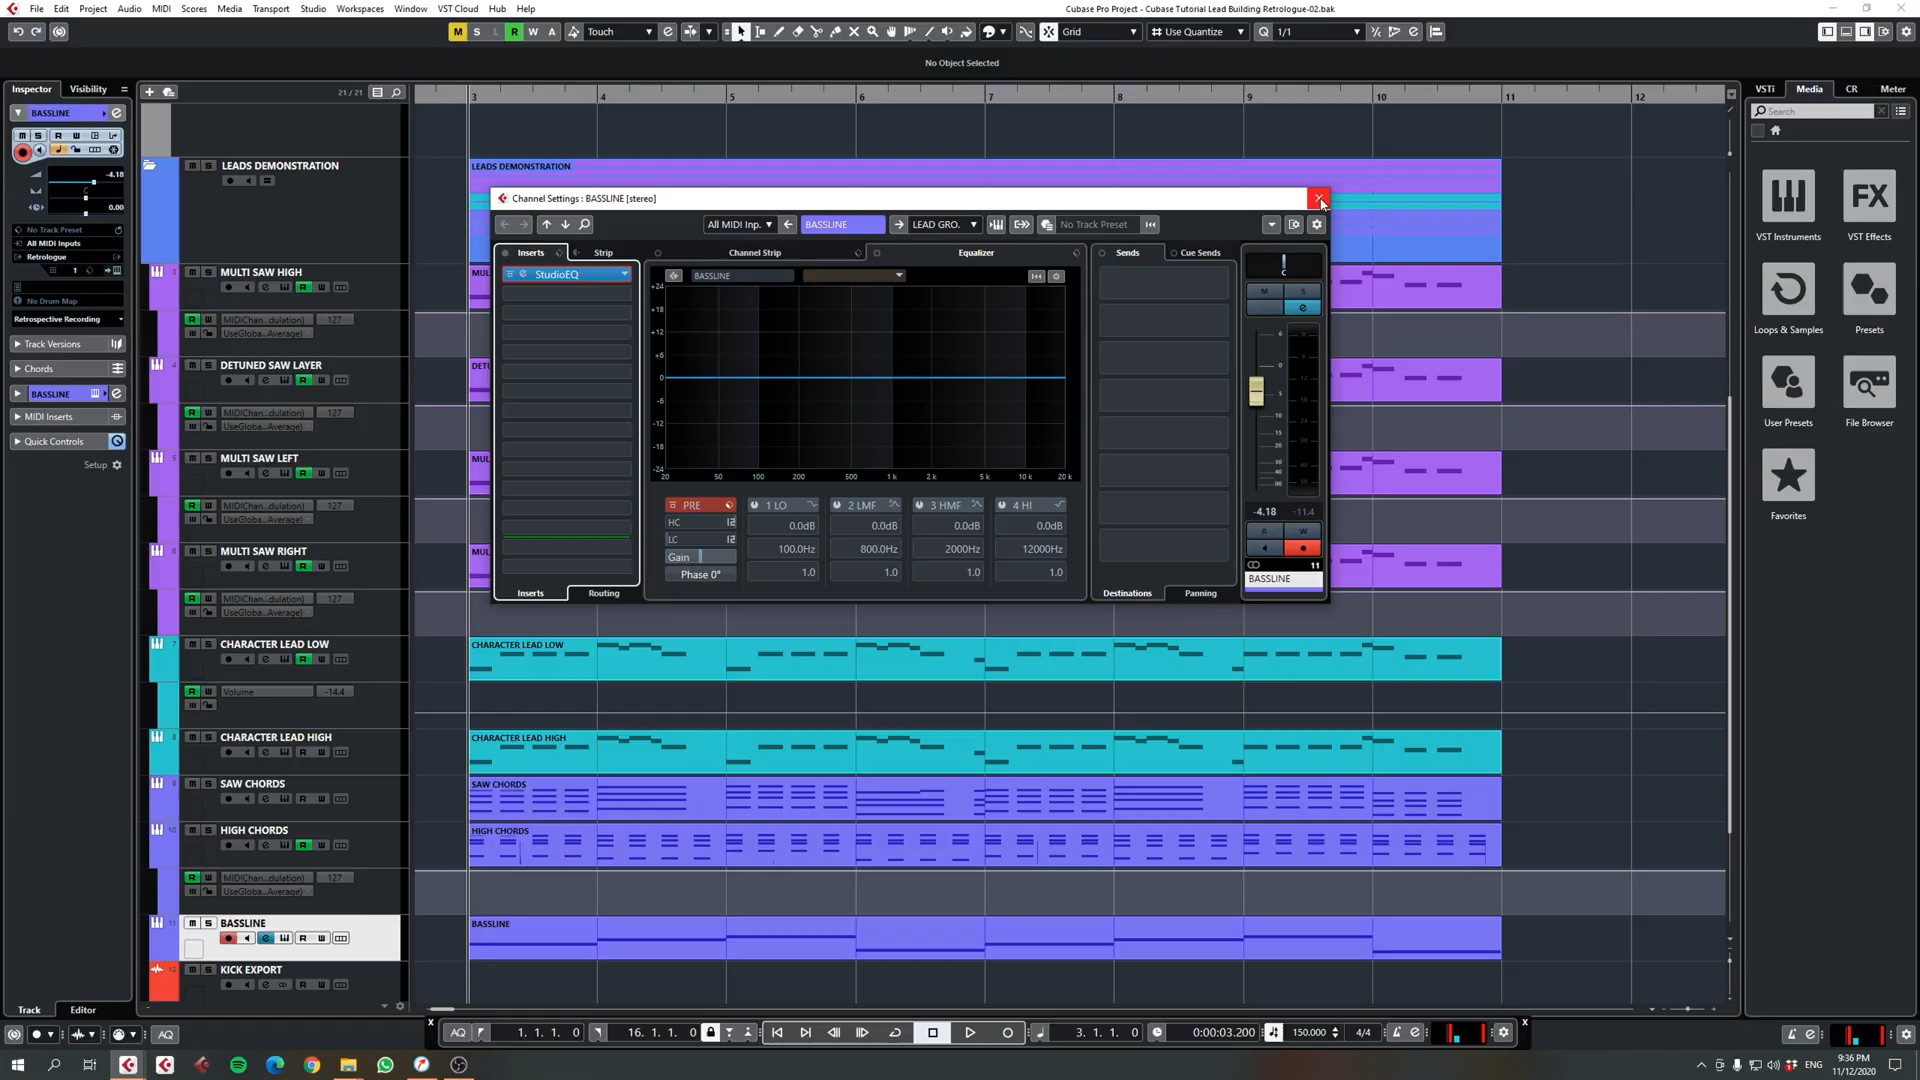 File Edit Project Audio MIDI Scores Media Transport Studio Workspaces Window VST Cloud Hub Help
Cubase Pro Project - Cubase Tutorial Lead Building Retrologue-02.bak
M S L R W A Touch Grid Use Quantize Q 1/1
No Object Selected
Inspector Visibility
21 / 21
3 4 5 6 7 8 9 10 11 12
VSTi Media CR Meter
Search
BASSLINE
-4.18
C
0.00
No Track Preset
All MIDI Inputs
Retrologue
1
No Drum Map
Retrospective Recording
Track Versions
Chords
BASSLINE
MIDI Inserts
Quick Controls
Setup
LEADS DEMONSTRATION
LEADS DEMONSTRATION
MULTI SAW HIGH
MIDIChan...dulation) 127
UseGloba...Average)
DETUNED SAW LAYER
MIDIChan...dulation) 127
UseGloba...Average)
MULTI SAW LEFT
MIDIChan...dulation) 127
UseGloba...Average)
MULTI SAW RIGHT
MIDIChan...dulation) 127
UseGloba...Average)
CHARACTER LEAD LOW
CHARACTER LEAD LOW
Volume -14.4
CHARACTER LEAD HIGH
CHARACTER LEAD HIGH
SAW CHORDS
SAW CHORDS
HIGH CHORDS
HIGH CHORDS
MIDIChan...dulation) 127
UseGloba...Average)
BASSLINE
BASSLINE
KICK EXPORT
Channel Settings : BASSLINE [stereo]
All MIDI Inp. BASSLINE LEAD GRO. No Track Preset
Inserts Strip Channel Strip Equalizer Sends Cue Sends
StudioEQ
BASSLINE
+24
+18
+12
+6
0
-6
-12
-18
-24
20 50 100 200 500 1 k 2 k 5 k 10 k 20 k
PRE 1 LO 2 LMF 3 HMF 4 HI
HC 12 0.0dB 0.0dB 0.0dB 0.0dB
LC 12
Gain 100.0Hz 800.0Hz 2000Hz 12000Hz
Phase 0° 1.0 1.0 1.0 1.0
Inserts Routing Destinations Panning
C
M S
6
0
5
10
15
20
30
40
00
-4.18 -11.4
R W
11
BASSLINE
VST Instruments VST Effects
Loops & Samples Presets
User Presets File Browser
Favorites
Track Editor
AQ
AQ 1. 1. 1. 0 16. 1. 1. 0 3. 1. 1. 0 0:00:03.200 150.000 4/4
ENG 9:36 PM
11/12/2020